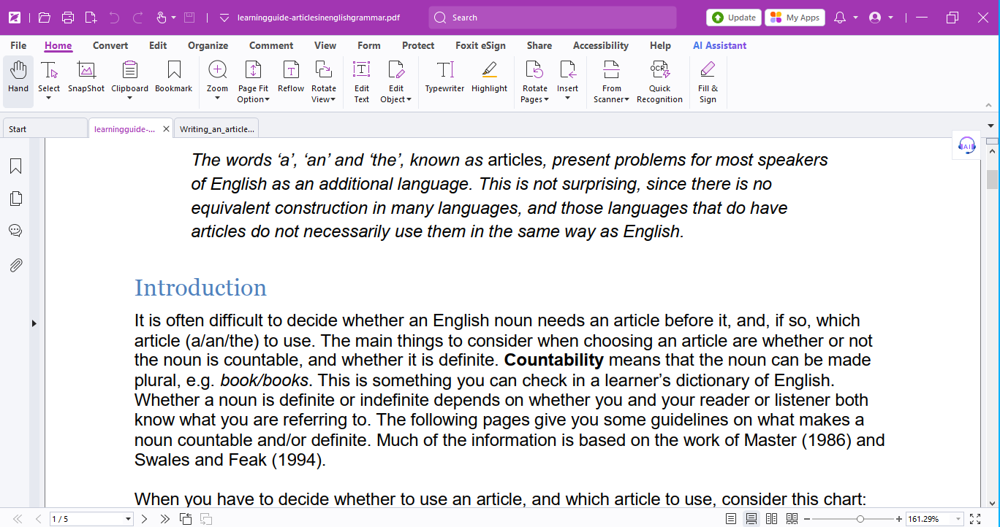 learningguide-articlesinenglishgrammar.pdf
Search
Update
My Apps
File Home Convert Edit Organize Comment View Form Protect Foxit eSign Share Accessibility Help AI Assistant
Hand
Select
SnapShot
Clipboard
Bookmark
Zoom
Page Fit
Option
Reflow
Rotate
View
Edit
Text
Edit
Object
Typewriter
Highlight
Rotate
Pages
Insert
From
Scanner
OCR
Quick
Recognition
Fill &
Sign
Start
learningguide-...
Writing_an_article...
AI
The words ‘a’, ‘an’ and ‘the’, known as articles, present problems for most speakers
of English as an additional language. This is not surprising, since there is no
equivalent construction in many languages, and those languages that do have
articles do not necessarily use them in the same way as English.
Introduction
It is often difficult to decide whether an English noun needs an article before it, and, if so, which
article (a/an/the) to use. The main things to consider when choosing an article are whether or not
the noun is countable, and whether it is definite. Countability means that the noun can be made
plural, e.g. book/books. This is something you can check in a learner’s dictionary of English.
Whether a noun is definite or indefinite depends on whether you and your reader or listener both
know what you are referring to. The following pages give you some guidelines on what makes a
noun countable and/or definite. Much of the information is based on the work of Master (1986) and
Swales and Feak (1994).
When you have to decide whether to use an article, and which article to use, consider this chart:
1 / 5
161.29%